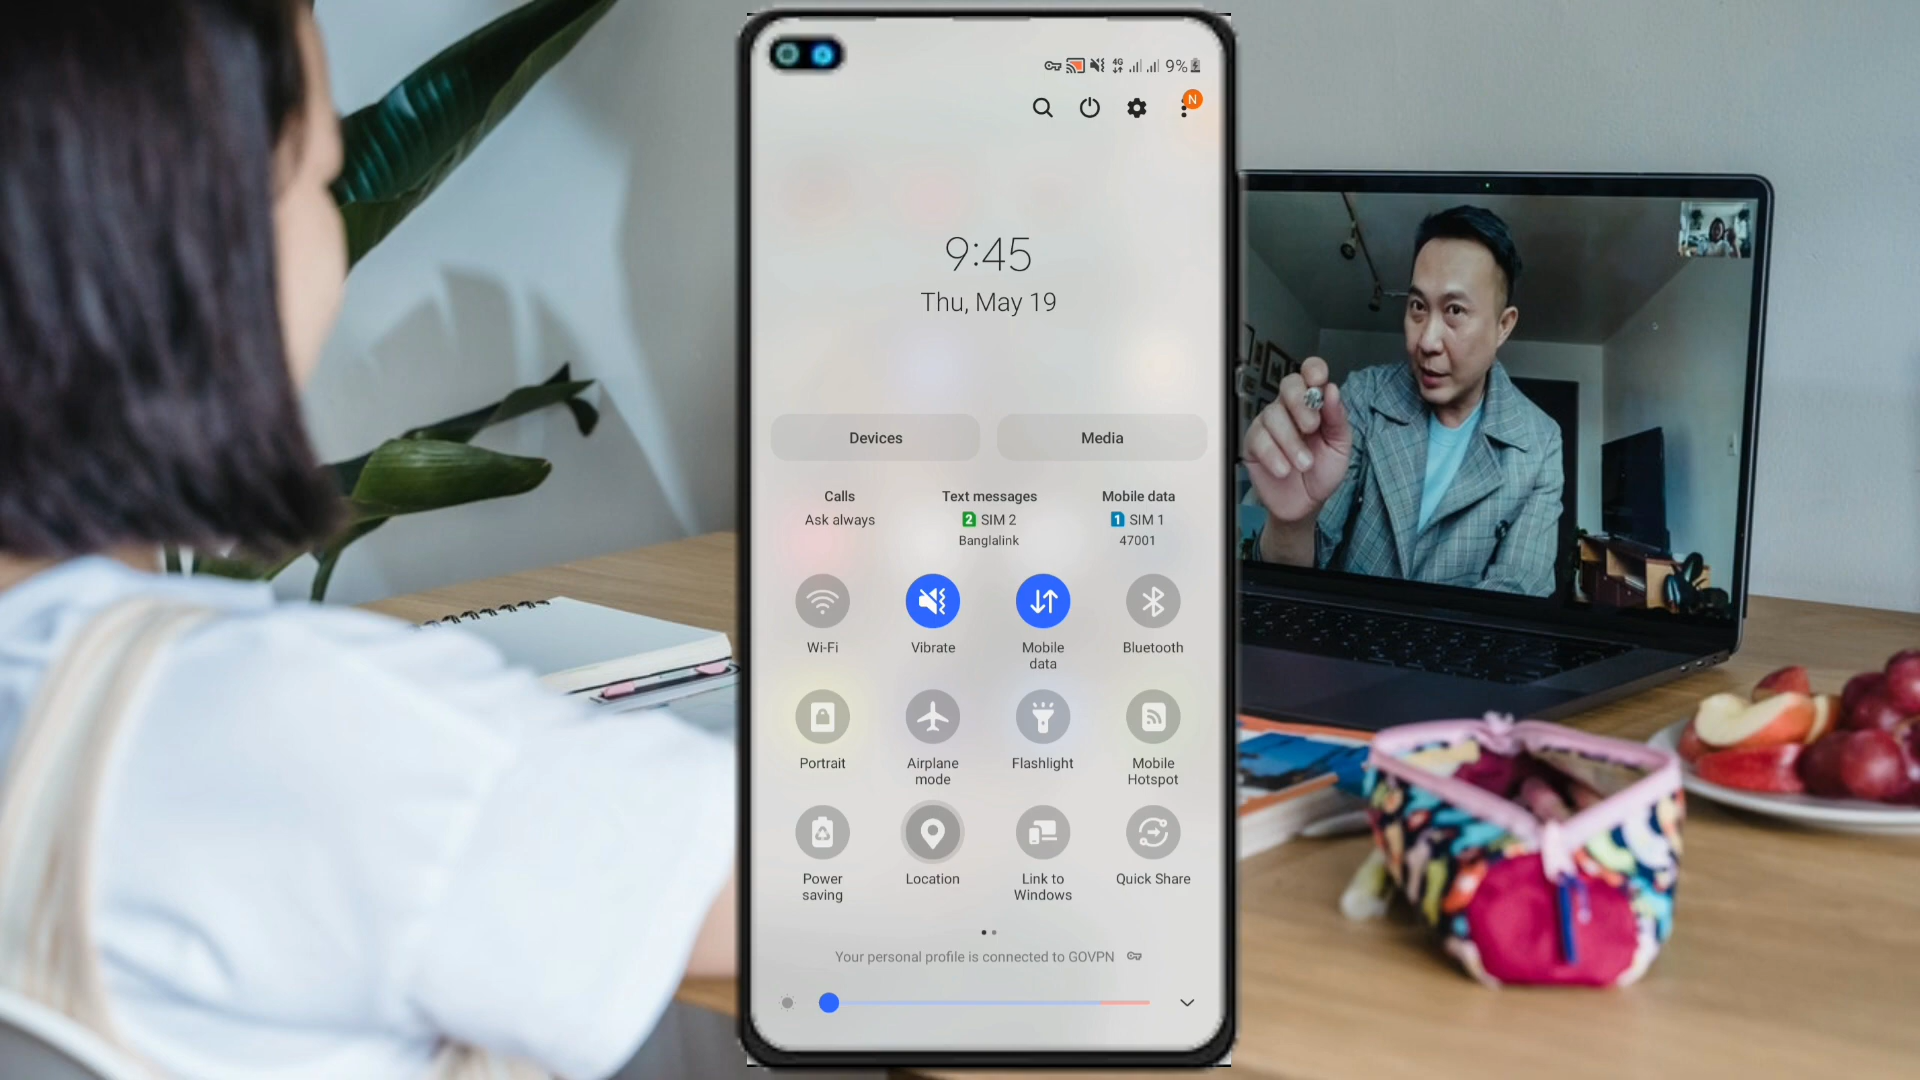 4G 9%
N
9:45
Thu, May 19
Devices Media
Calls Text messages Mobile data
Ask always 2 SIM 2 1 SIM 1
Banglalink 47001
Wi-Fi Vibrate Mobile data Bluetooth
Portrait Airplane mode Flashlight Mobile Hotspot
Power saving Location Link to Windows Quick Share
Your personal profile is connected to GOVPN